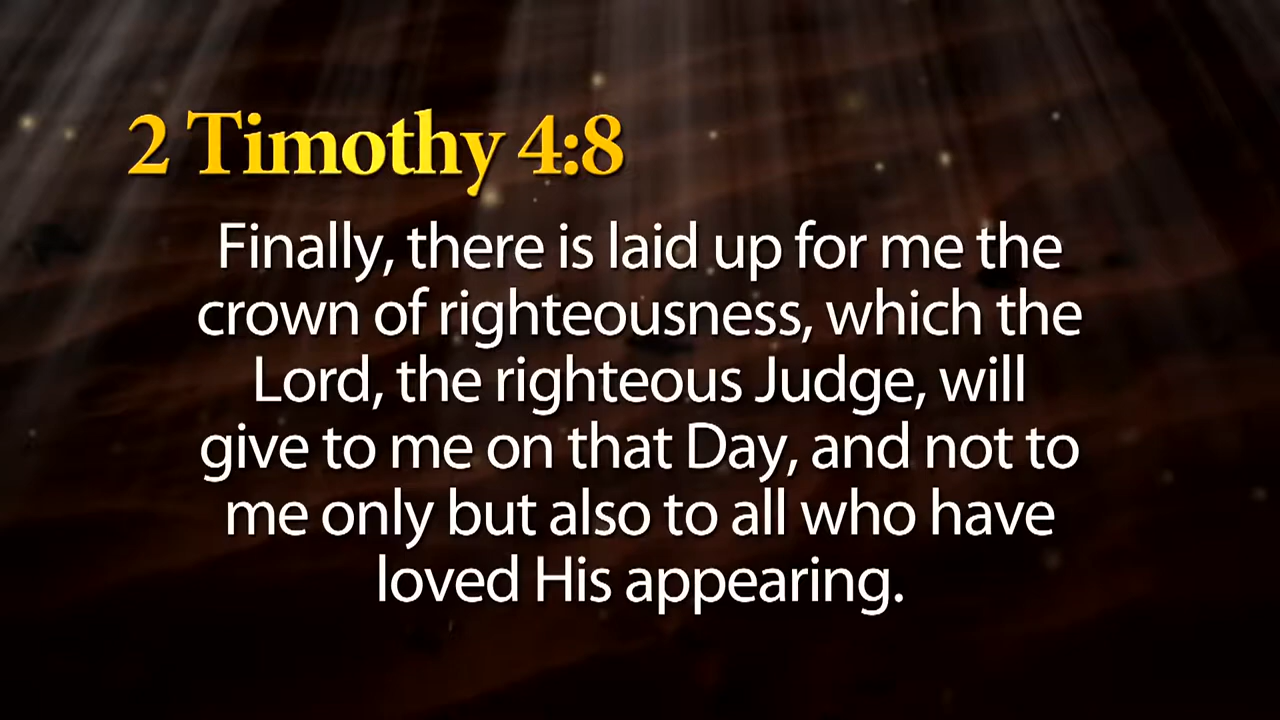 2 Timothy 4:8
Finally, there is laid up for me the
crown of righteousness, which the
Lord, the righteous Judge, will
give to me on that Day, and not to
me only but also to all who have
loved His appearing.